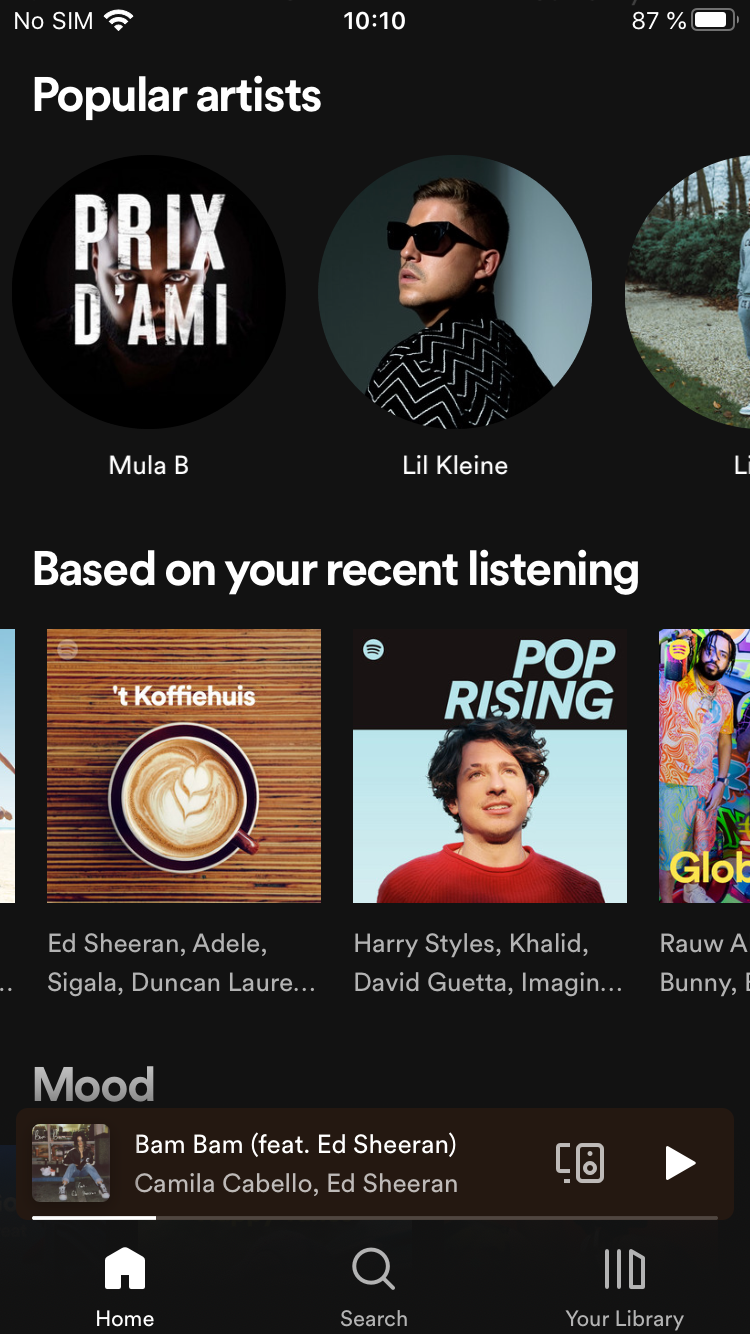 No SIM 10:10 87 %
Popular artists
PRIX
D'AMI
Mula B
Lil Kleine
Li
Based on your recent listening
't Koffiehuis
POP
RISING
Glob
Ed Sheeran, Adele,
Sigala, Duncan Laure...
Harry Styles, Khalid,
David Guetta, Imagin...
Rauw A
Bunny, B
Mood
Bam Bam (feat. Ed Sheeran)
Camila Cabello, Ed Sheeran
Home
Search
Your Library